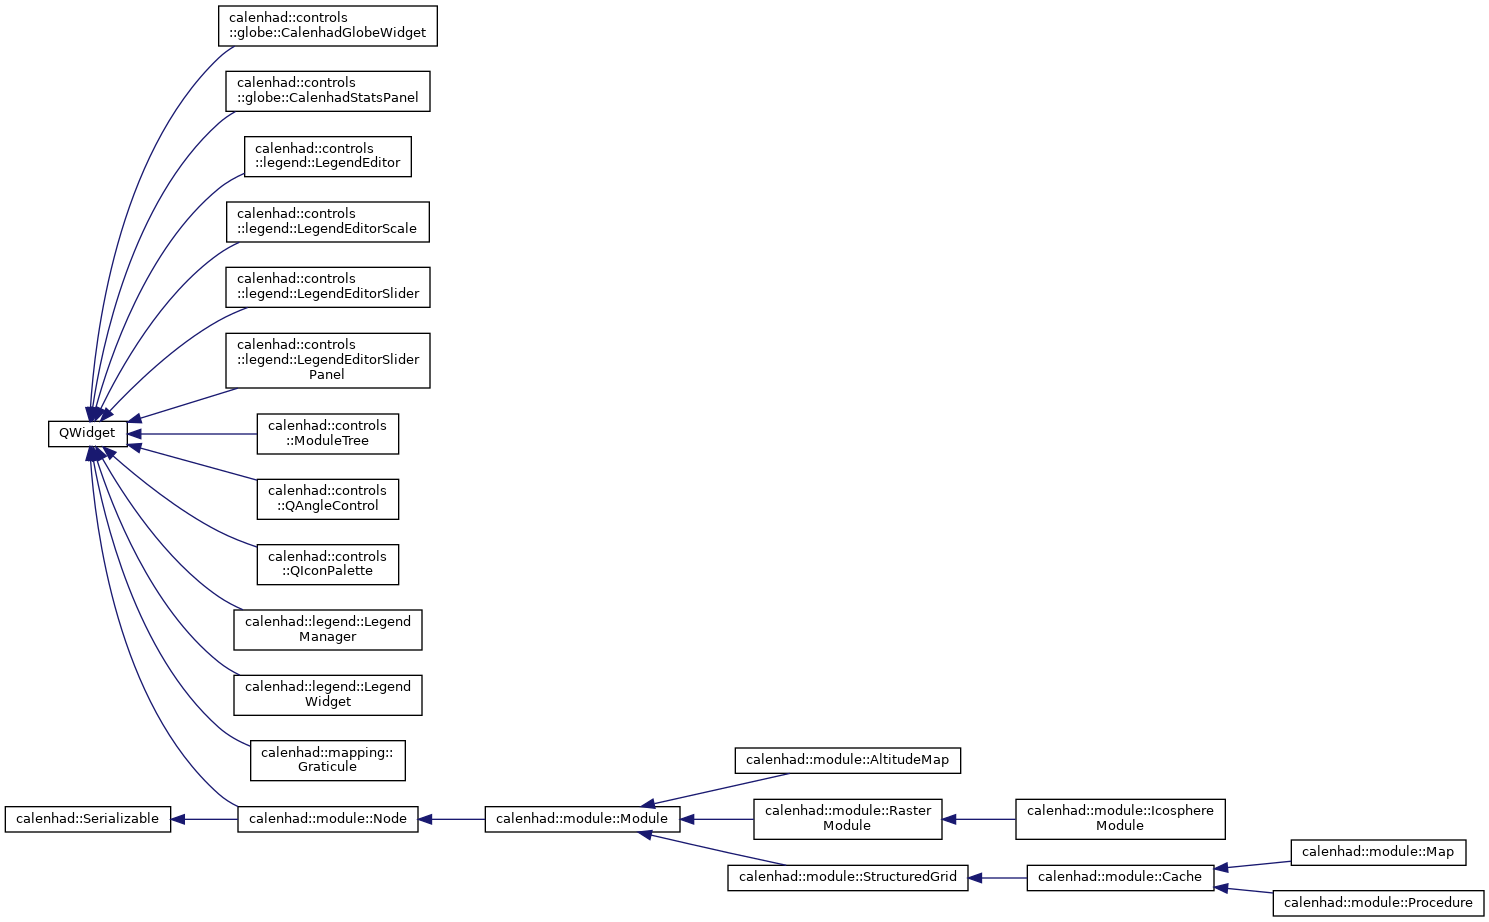 calenhad::controls
::globe::CalenhadGlobeWidget
calenhad::controls
::globe::CalenhadStatsPanel
calenhad::controls
::legend::LegendEditor
calenhad::controls
::legend::LegendEditorScale
calenhad::controls
::legend::LegendEditorSlider
calenhad::controls
::legend::LegendEditorSlider
Panel
QWidget
calenhad::controls
::ModuleTree
calenhad::controls
::QAngleControl
calenhad::controls
::QIconPalette
calenhad::legend::Legend
Manager
calenhad::legend::Legend
Widget
calenhad::mapping::
Graticule
calenhad::Serializable
calenhad::module::Node
calenhad::module::Module
calenhad::module::AltitudeMap
calenhad::module::Raster
Module
calenhad::module::Icosphere
Module
calenhad::module::StructuredGrid
calenhad::module::Cache
calenhad::module::Map
calenhad::module::Procedure